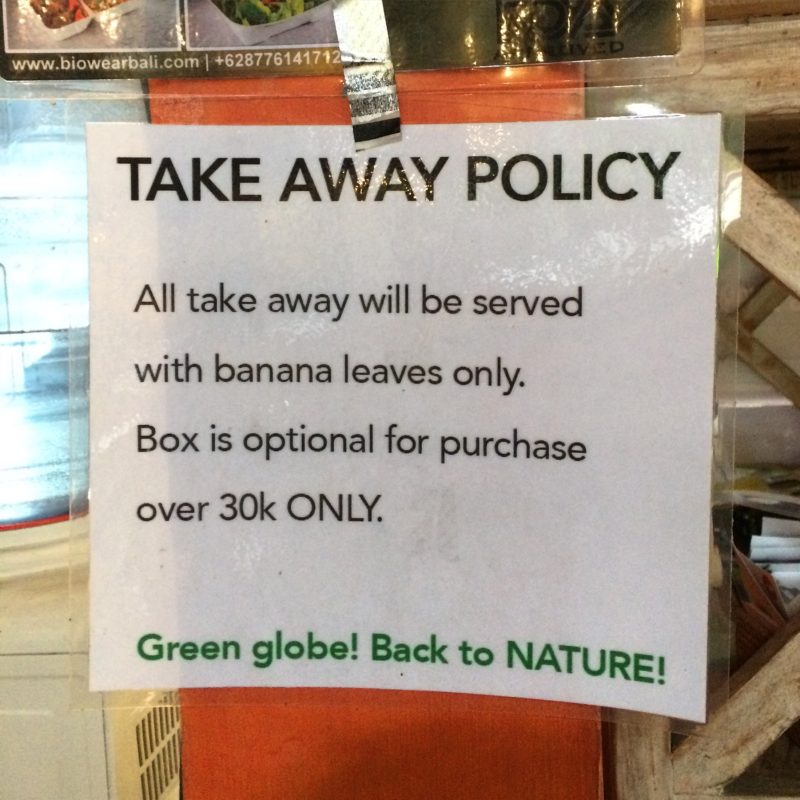 www.biowearbali.com | +62877614171
TAKE AWAY POLICY
All take away will be served
with banana leaves only.
Box is optional for purchase
over 30k ONLY.
Green globe! Back to NATURE!